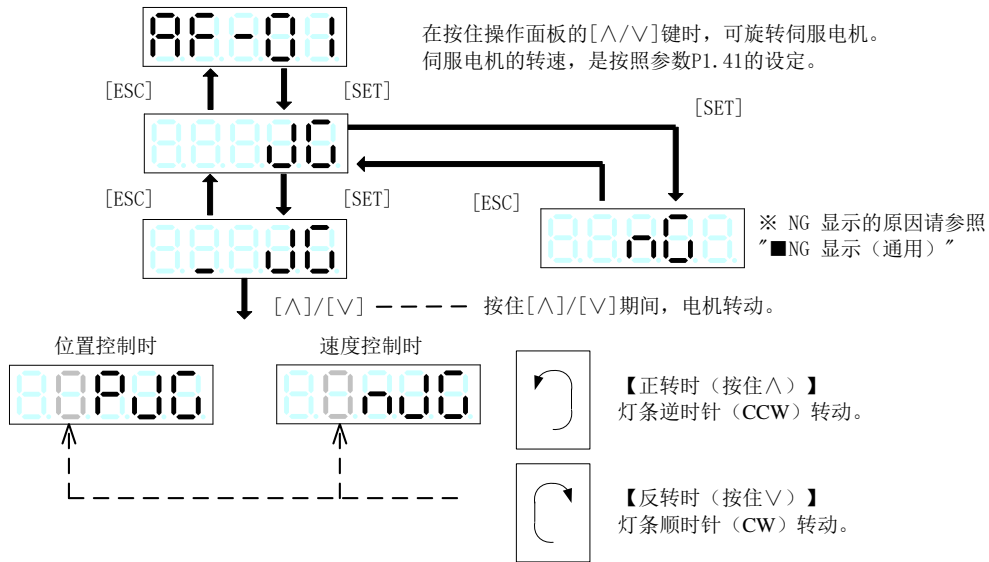 AF-01
在按住操作面板的[∧/∨]键时，可旋转伺服电机。
伺服电机的转速，是按照参数P1.41的设定。
[ESC]
[SET]
[SET]
JG
[ESC]
[SET]
[ESC]
_ JG
nG
※ NG 显示的原因请参照
"■NG 显示（通用）"
[∧]/[∨] ———— 按住[∧]/[∨]期间，电机转动。
位置控制时
速度控制时
PJG
nJG
【正转时（按住∧）】
灯条逆时针（CCW）转动。
【反转时（按住∨）】
灯条顺时针（CW）转动。